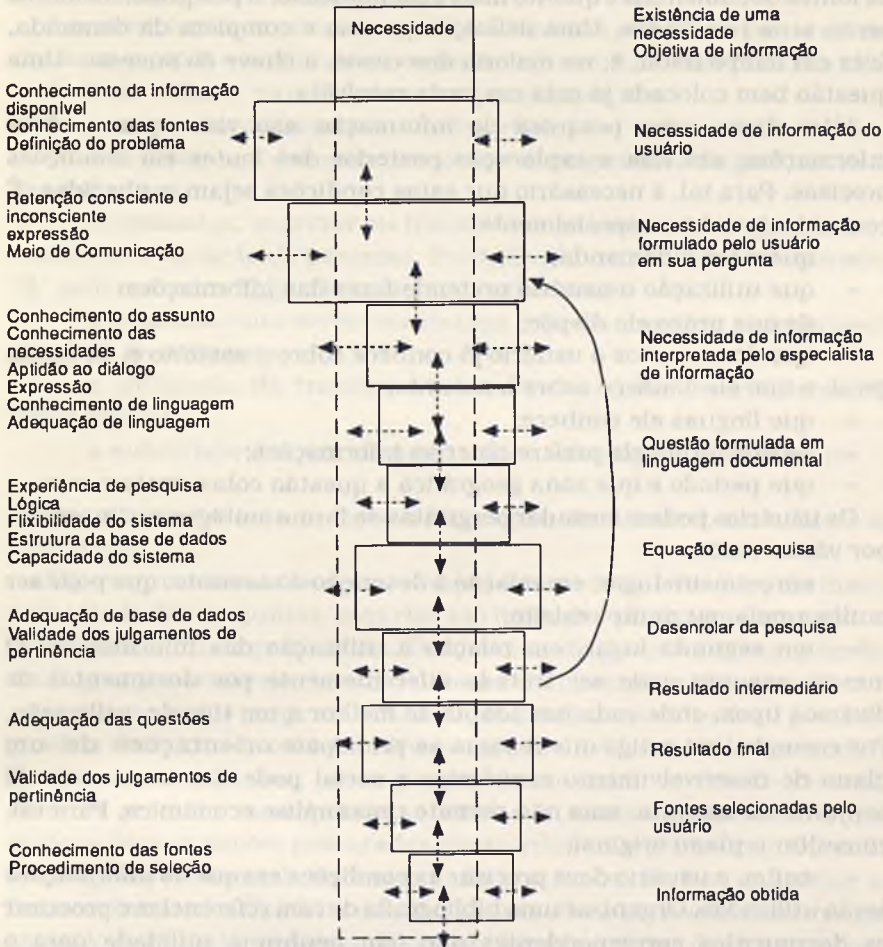 Necessidade
Conhecimento da informação
disponível
Conhecimento das fontes
Definição do problema
Retenção consciente e
inconsciente
expressão
Meio de Comunicação
Conhecimento do assunto
Conhecimento das
necessidades
Aptidão ao diálogo
Expressão
Conhecimento de linguagem
Adequação de linguagem
Experiência de pesquisa
Lógica
Flixibilidade do sistema
Estrutura da base de dados
Capacidade do sistema
Adequação de base de dados
Validade dos julgamentos de
pertinência
Adequação das questões
Validade dos julgamentos de
pertinência
Conhecimento das fontes
Procedimento de seleção
Existência de uma
necessidade
Objetiva de informação
Necessidade de informação do
usuário
Necessidade de informação
formulado pelo usuário
em sua pergunta
Necessidade de informação
interpretada pelo especialista
de informação
Questão formulada em
linguagem documental
Equação de pesquisa
Desenrolar da pesquisa
Resultado intermediário
Resultado final
Fontes selecionadas pelo
usuário
Informação obtida